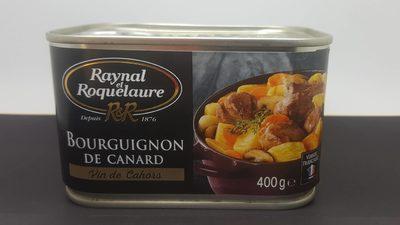 Raynal
et
Roquelaure
Depuis R&R 1876
BOURGUIGNON
DE CANARD
Vin de Cahors
400g e